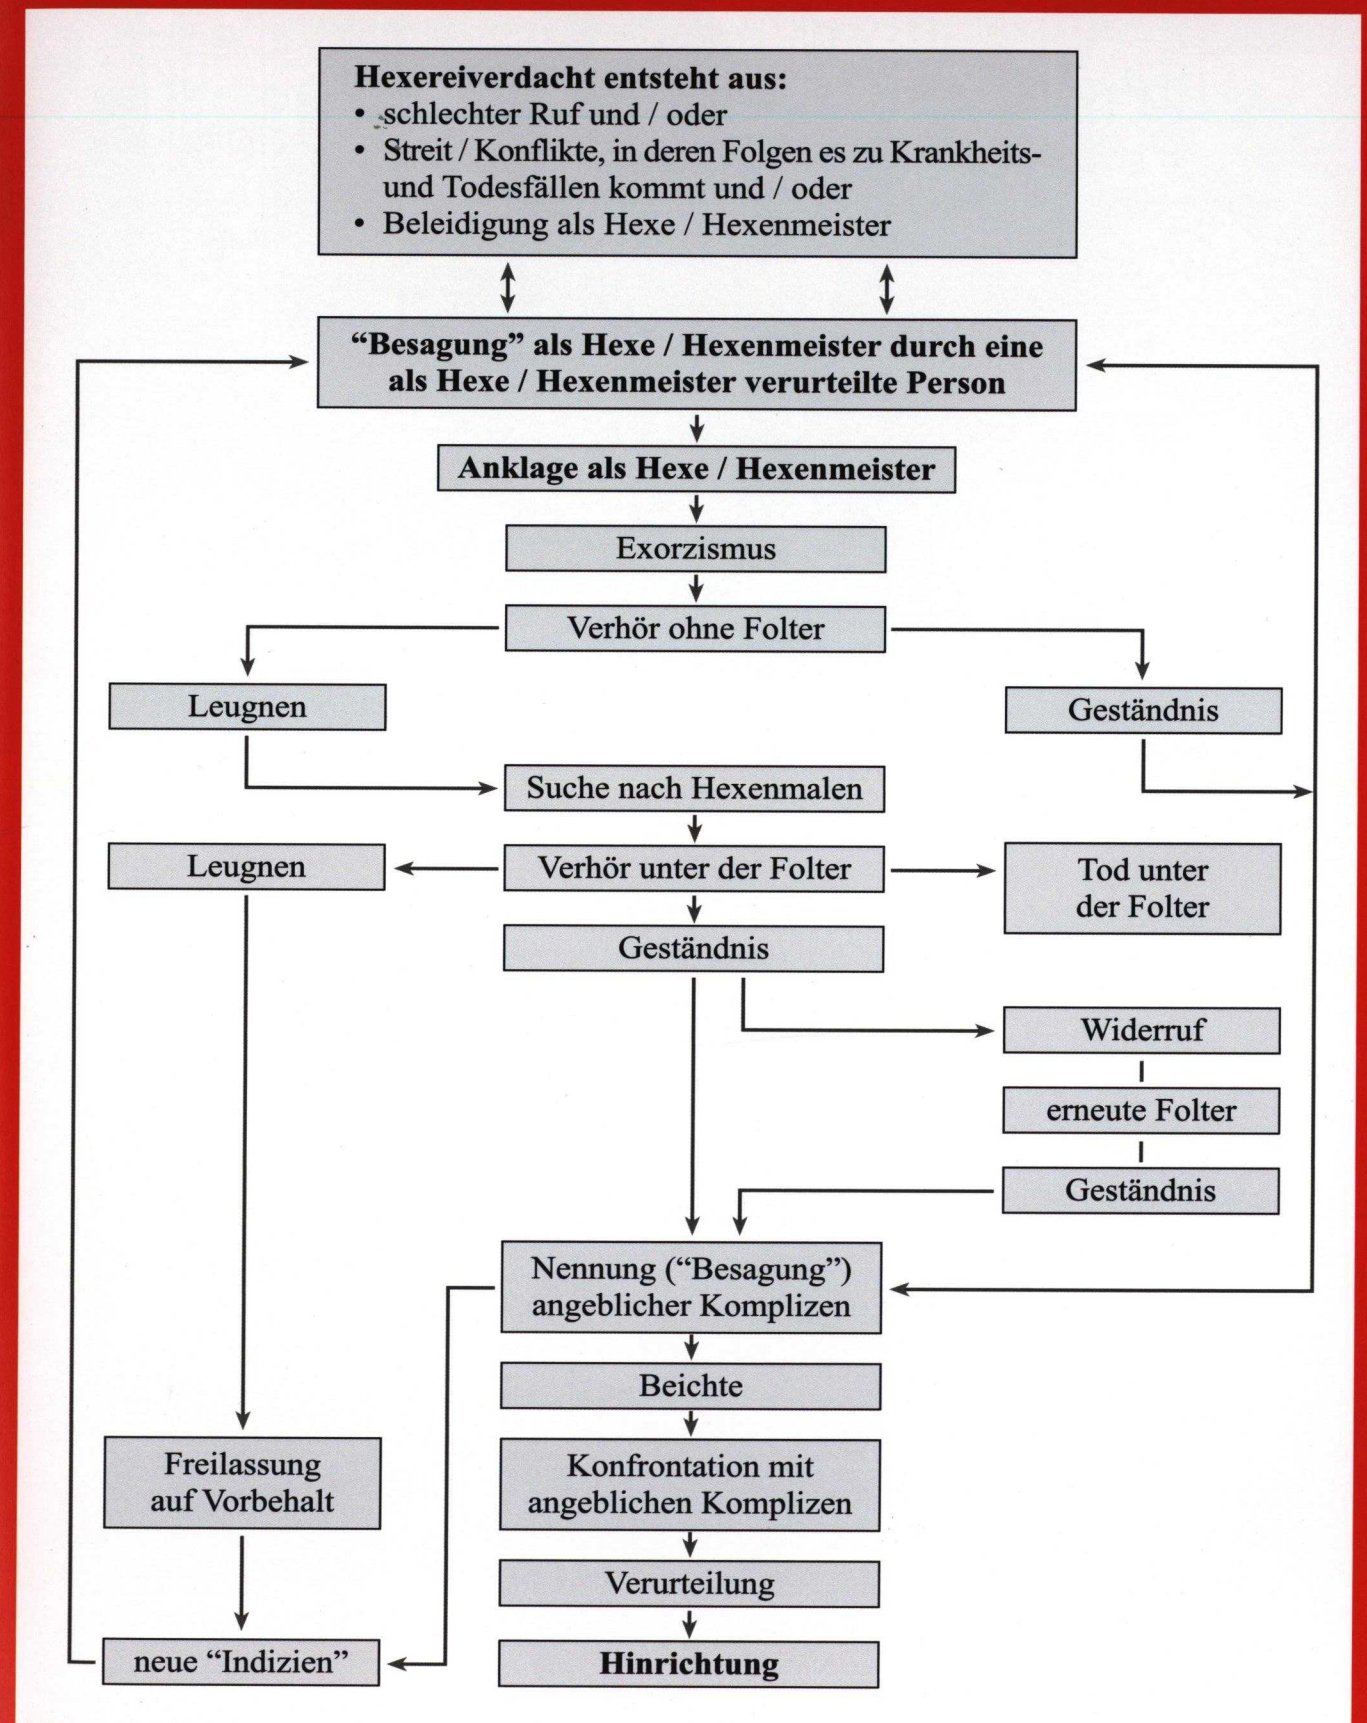 Hexereiverdacht entsteht aus:
• schlechter Ruf und / oder
• Streit / Konflikte, in deren Folgen es zu Krankheits-
und Todesfällen kommt und / oder
• Beleidigung als Hexe / Hexenmeister
“Besagung” als Hexe / Hexenmeister durch eine
als Hexe / Hexenmeister verurteilte Person
Anklage als Hexe / Hexenmeister
Exorzismus
Verhör ohne Folter
Leugnen
Geständnis
Suche nach Hexenmalen
Leugnen
Verhör unter der Folter
Tod unter
der Folter
Geständnis
Widerruf
erneute Folter
Geständnis
Nennung (“Besagung”)
angeblicher Komplizen
Beichte
Freilassung
auf Vorbehalt
Konfrontation mit
angeblichen Komplizen
Verurteilung
neue “Indizien”
Hinrichtung